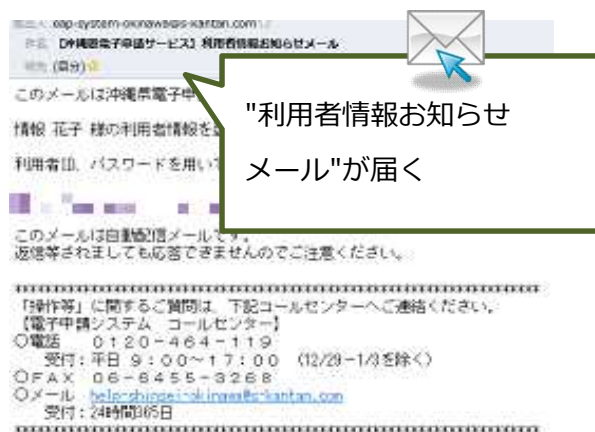 oap-system-okinawa@s-kantan.com
件名 【沖縄県電子申請サービス】利用者情報お知らせメール
(自分)
"利用者情報お知らせ
メール"が届く
このメールは沖縄県電子申
情報 花子 様の利用者情報を
利用者ID、パスワードを用いて
このメールは自動配信メールです。
返信等されましても応答できませんのでご注意ください。
「操作等」に関するご質問は、下記コールセンターへご連絡ください。
【電子申請システム コールセンター】
○電話 0120-464-119
受付：平日 9:00～17:00 (12/29-1/3を除く)
○FAX 06-6455-3268
○メール help-shinsei-okinawa@s-kantan.com
受付：24時間365日